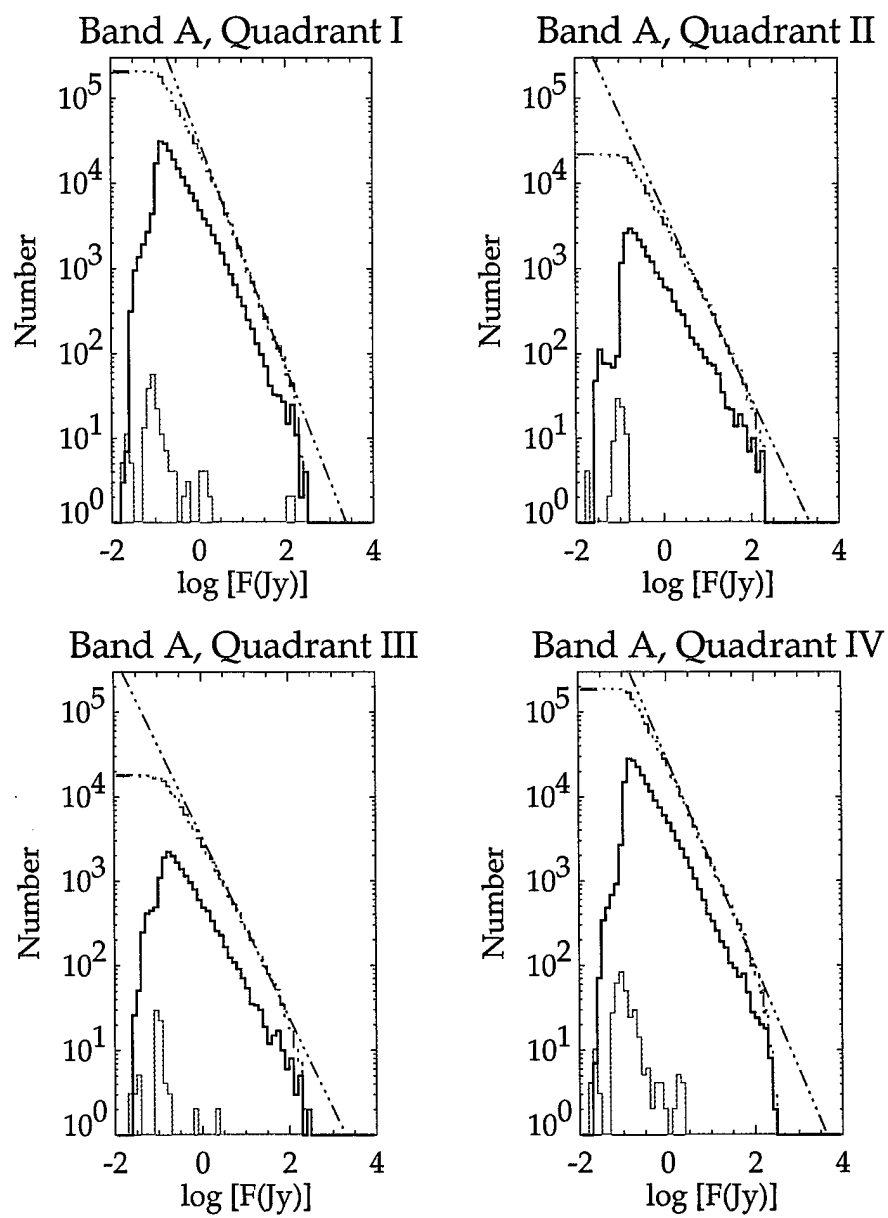 Band A, Quadrant I
Number
10^5
10^4
10^3
10^2
10^1
10^0
-2 0 2 4
log [F(Jy)]
Band A, Quadrant II
Number
10^5
10^4
10^3
10^2
10^1
10^0
-2 0 2 4
log [F(Jy)]
Band A, Quadrant III
Number
10^5
10^4
10^3
10^2
10^1
10^0
-2 0 2 4
log [F(Jy)]
Band A, Quadrant IV
Number
10^5
10^4
10^3
10^2
10^1
10^0
-2 0 2 4
log [F(Jy)]